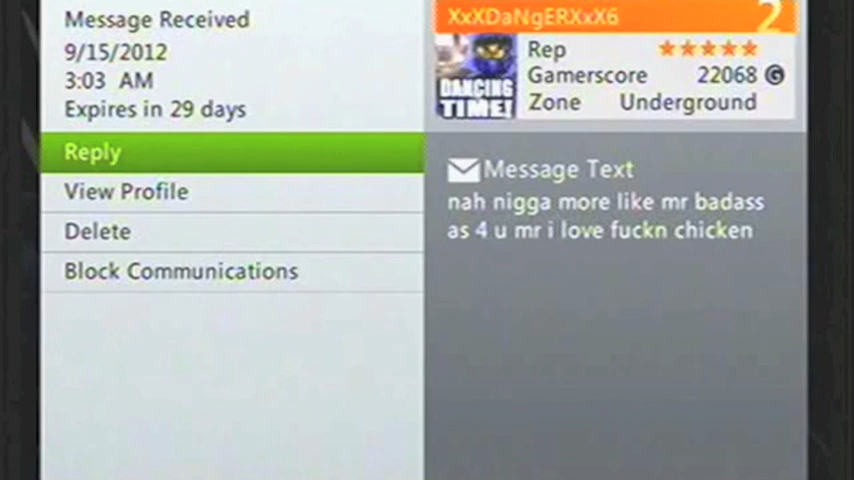 Message Received
9/15/2012
3:03 AM
Expires in 29 days
Reply
View Profile
Delete
Block Communications
XxXDaNgERXxX6
2
DANCING
TIME!
Rep
Gamerscore 22068 G
Zone Underground
Message Text
nah nigga more like mr badass
as 4 u mr i love fuckn chicken